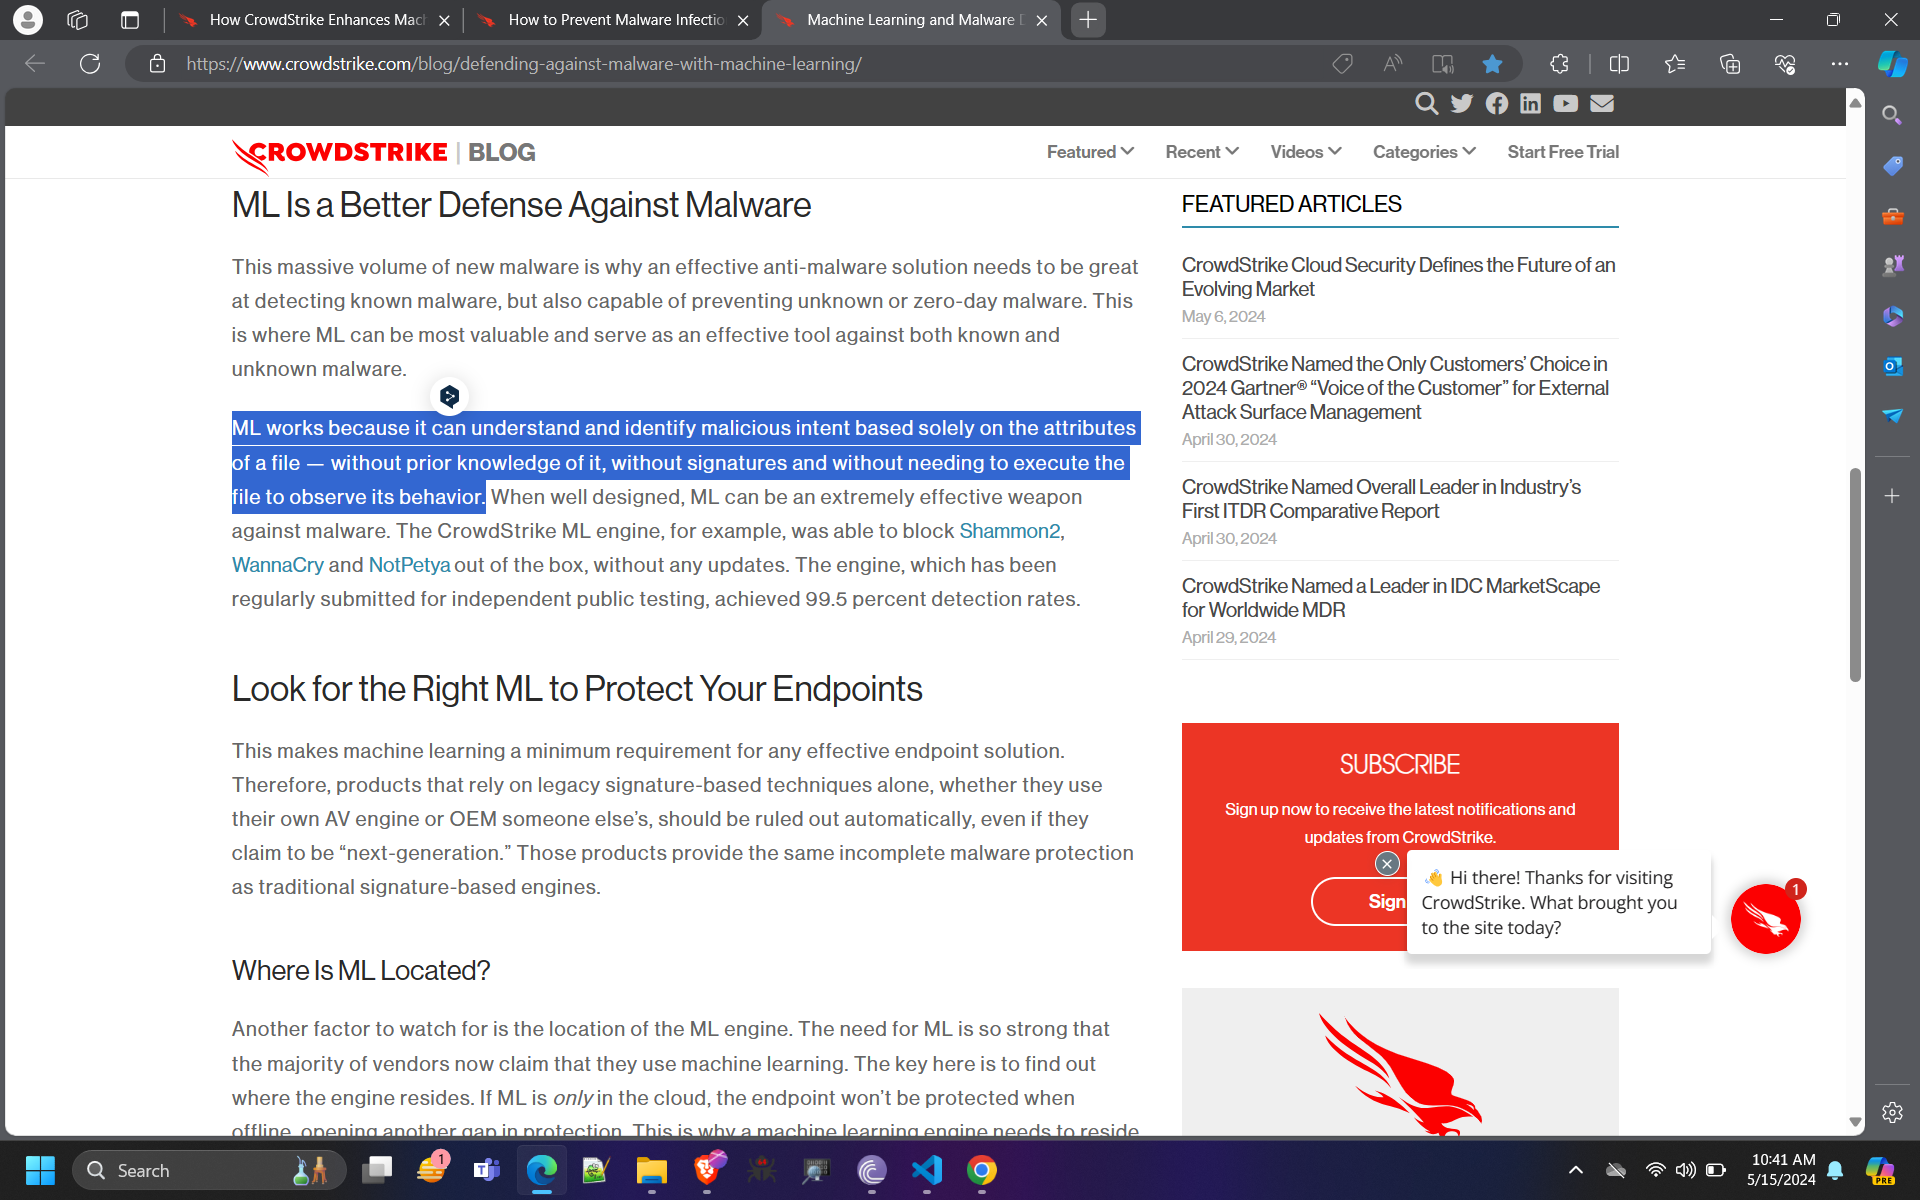 How CrowdStrike Enhances Mac
How to Prevent Malware Infectio
Machine Learning and Malware D
https://www.crowdstrike.com/blog/defending-against-malware-with-machine-learning/
CROWDSTRIKE | BLOG
Featured
Recent
Videos
Categories
Start Free Trial
ML Is a Better Defense Against Malware
This massive volume of new malware is why an effective anti-malware solution needs to be great
at detecting known malware, but also capable of preventing unknown or zero-day malware. This
is where ML can be most valuable and serve as an effective tool against both known and
unknown malware.
ML works because it can understand and identify malicious intent based solely on the attributes
of a file — without prior knowledge of it, without signatures and without needing to execute the
file to observe its behavior. When well designed, ML can be an extremely effective weapon
against malware. The CrowdStrike ML engine, for example, was able to block Shammon2,
WannaCry and NotPetya out of the box, without any updates. The engine, which has been
regularly submitted for independent public testing, achieved 99.5 percent detection rates.
Look for the Right ML to Protect Your Endpoints
This makes machine learning a minimum requirement for any effective endpoint solution.
Therefore, products that rely on legacy signature-based techniques alone, whether they use
their own AV engine or OEM someone else’s, should be ruled out automatically, even if they
claim to be “next-generation.” Those products provide the same incomplete malware protection
as traditional signature-based engines.
Where Is ML Located?
Another factor to watch for is the location of the ML engine. The need for ML is so strong that
the majority of vendors now claim that they use machine learning. The key here is to find out
where the engine resides. If ML is only in the cloud, the endpoint won’t be protected when
offline, opening another gap in protection. This is why a machine learning engine needs to reside
FEATURED ARTICLES
CrowdStrike Cloud Security Defines the Future of an
Evolving Market
May 6, 2024
CrowdStrike Named the Only Customers’ Choice in
2024 Gartner® “Voice of the Customer” for External
Attack Surface Management
April 30, 2024
CrowdStrike Named Overall Leader in Industry’s
First ITDR Comparative Report
April 30, 2024
CrowdStrike Named a Leader in IDC MarketScape
for Worldwide MDR
April 29, 2024
SUBSCRIBE
Sign up now to receive the latest notifications and
updates from CrowdStrike.
Sign
Hi there! Thanks for visiting
CrowdStrike. What brought you
to the site today?
1
Search
1
10:41 AM
5/15/2024
PRE